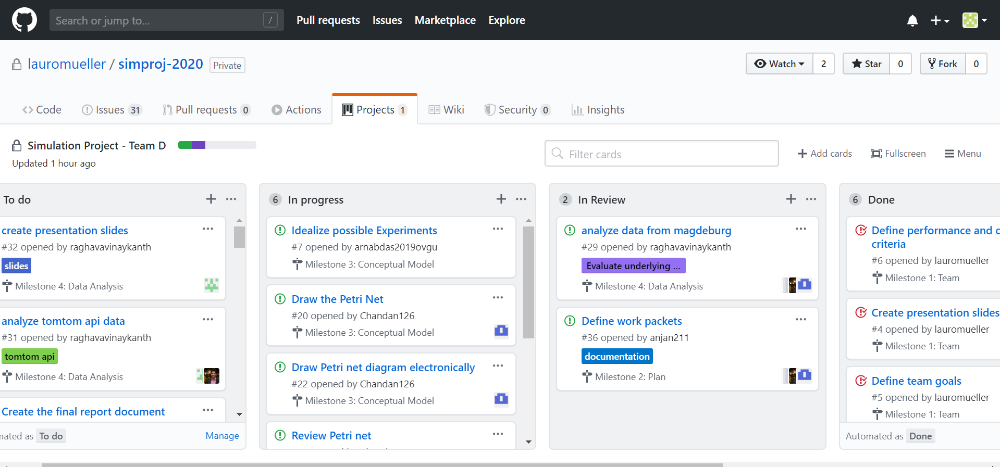 Search or jump to... /
Pull requests Issues Marketplace Explore
lauromueller / simproj-2020 Private
Watch 2 Star 0 Fork 0
Code Issues 31 Pull requests 0 Actions Projects 1 Wiki Security 0 Insights
Simulation Project - Team D
Updated 1 hour ago
Filter cards
Add cards Fullscreen Menu
To do
create presentation slides
#32 opened by raghavavinaykanth
slides
Milestone 4: Data Analysis
analyze tomtom api data
#31 opened by raghavavinaykanth
tomtom api
Milestone 4: Data Analysis
Create the final report document
mated as To do Manage
6 In progress
Idealize possible Experiments
#7 opened by arnabdas2019ovgu
Milestone 3: Conceptual Model
Draw the Petri Net
#20 opened by Chandan126
Milestone 3: Conceptual Model
Draw Petri net diagram electronically
#22 opened by Chandan126
Milestone 3: Conceptual Model
Review Petri net
2 In Review
analyze data from magdeburg
#29 opened by raghavavinaykanth
Evaluate underlying ...
Milestone 4: Data Analysis
Define work packets
#36 opened by anjan211
documentation
Milestone 2: Plan
6 Done
Define performance and
criteria
#6 opened by lauromueller
Milestone 1: Team
Create presentation slides
#4 opened by lauromueller
Milestone 1: Team
Define team goals
#5 opened by lauromueller
Milestone 1: Team
Automated as Done